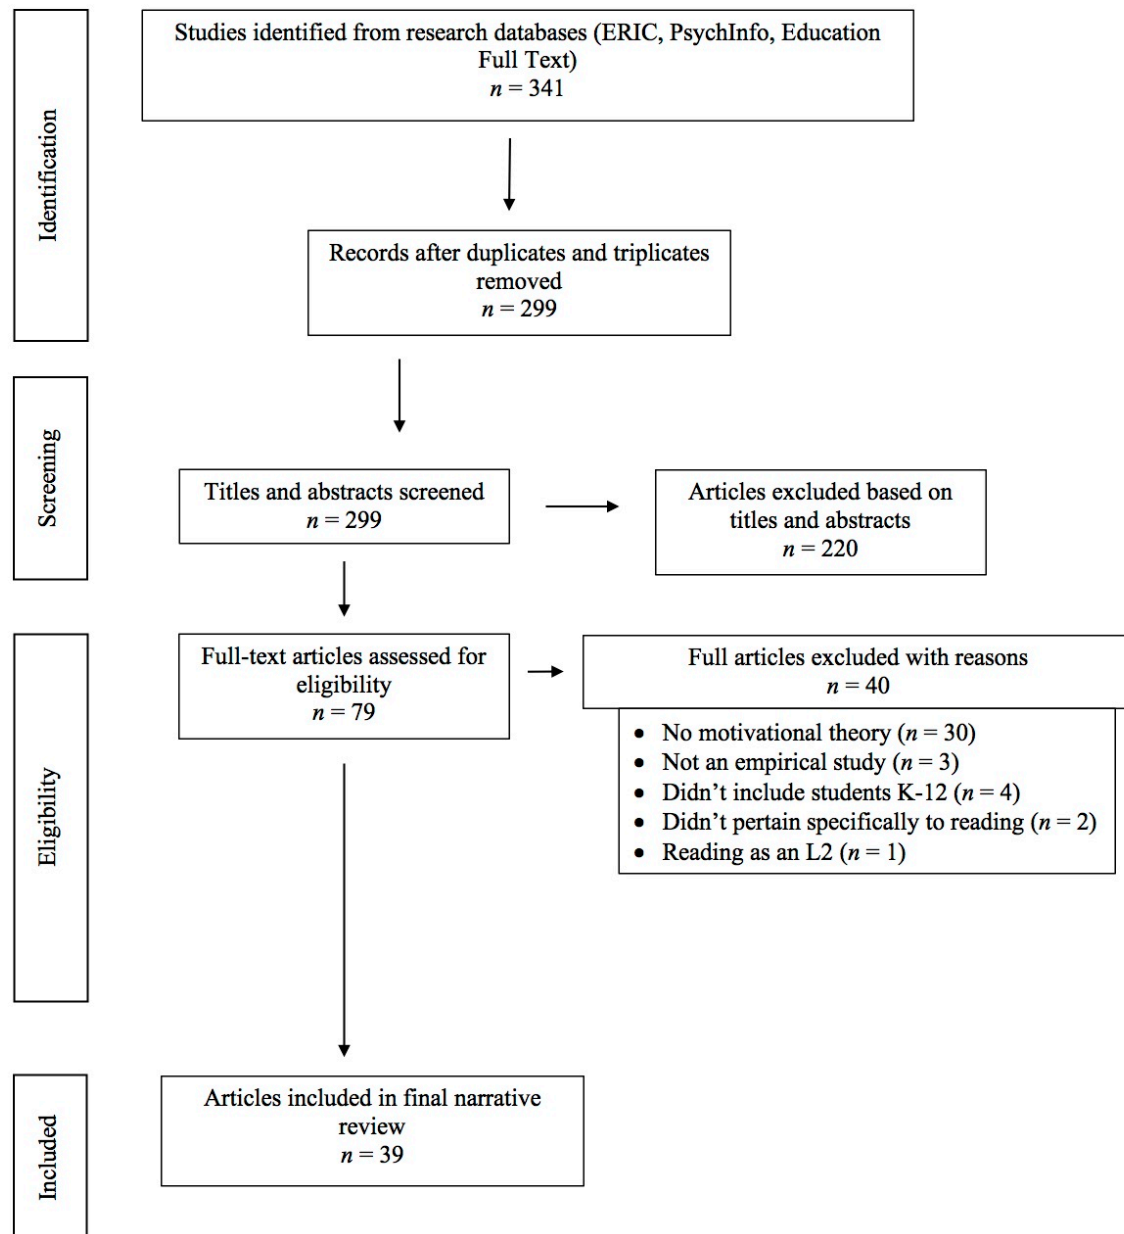 Identification
Studies identified from research databases (ERIC, PsychInfo, Education
Full Text)
n = 341
Records after duplicates and triplicates
removed
n = 299
Screening
Titles and abstracts screened
n = 299
Articles excluded based on
titles and abstracts
n = 220
Eligibility
Full-text articles assessed for
eligibility
n = 79
Full articles excluded with reasons
n = 40
• No motivational theory (n = 30)
• Not an empirical study (n = 3)
• Didn’t include students K-12 (n = 4)
• Didn’t pertain specifically to reading (n = 2)
• Reading as an L2 (n = 1)
Included
Articles included in final narrative
review
n = 39